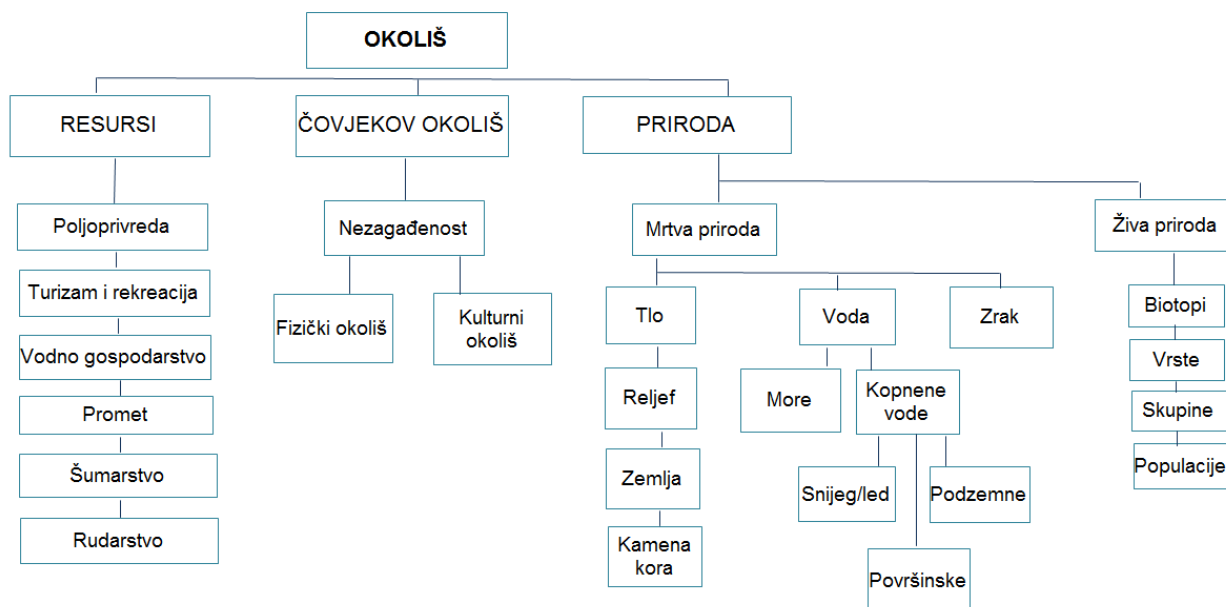 OKOLIŠ
RESURSI
ČOVJEKOV OKOLIŠ
PRIRODA
Poljoprivreda
Nezagađenost
Mrtva priroda
Živa priroda
Turizam i rekreacija
Fizički okoliš
Kulturni
okoliš
Tlo
Voda
Zrak
Biotopi
Vodno gospodarstvo
Reljef
More
Kopnene
vode
Vrste
Promet
Skupine
Šumarstvo
Zemlja
Snijeg/led
Podzemne
Populacije
Rudarstvo
Kamena
kora
Površinske